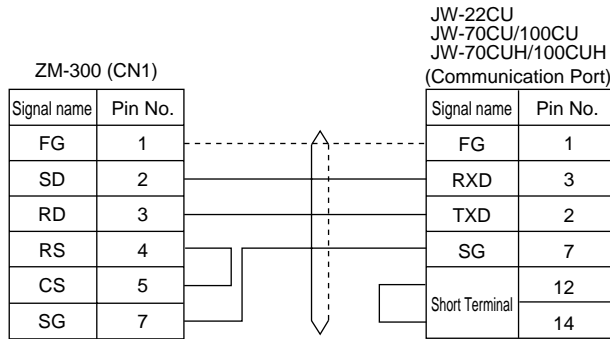 JW-22CU
JW-70CU/100CU
JW-70CUH/100CUH
ZM-300 (CN1)
(Communication Port)
Signal name Pin No.
FG 1
SD 2
RD 3
RS 4
CS 5
SG 7
Signal name Pin No.
FG 1
RXD 3
TXD 2
SG 7
Short Terminal 12
14